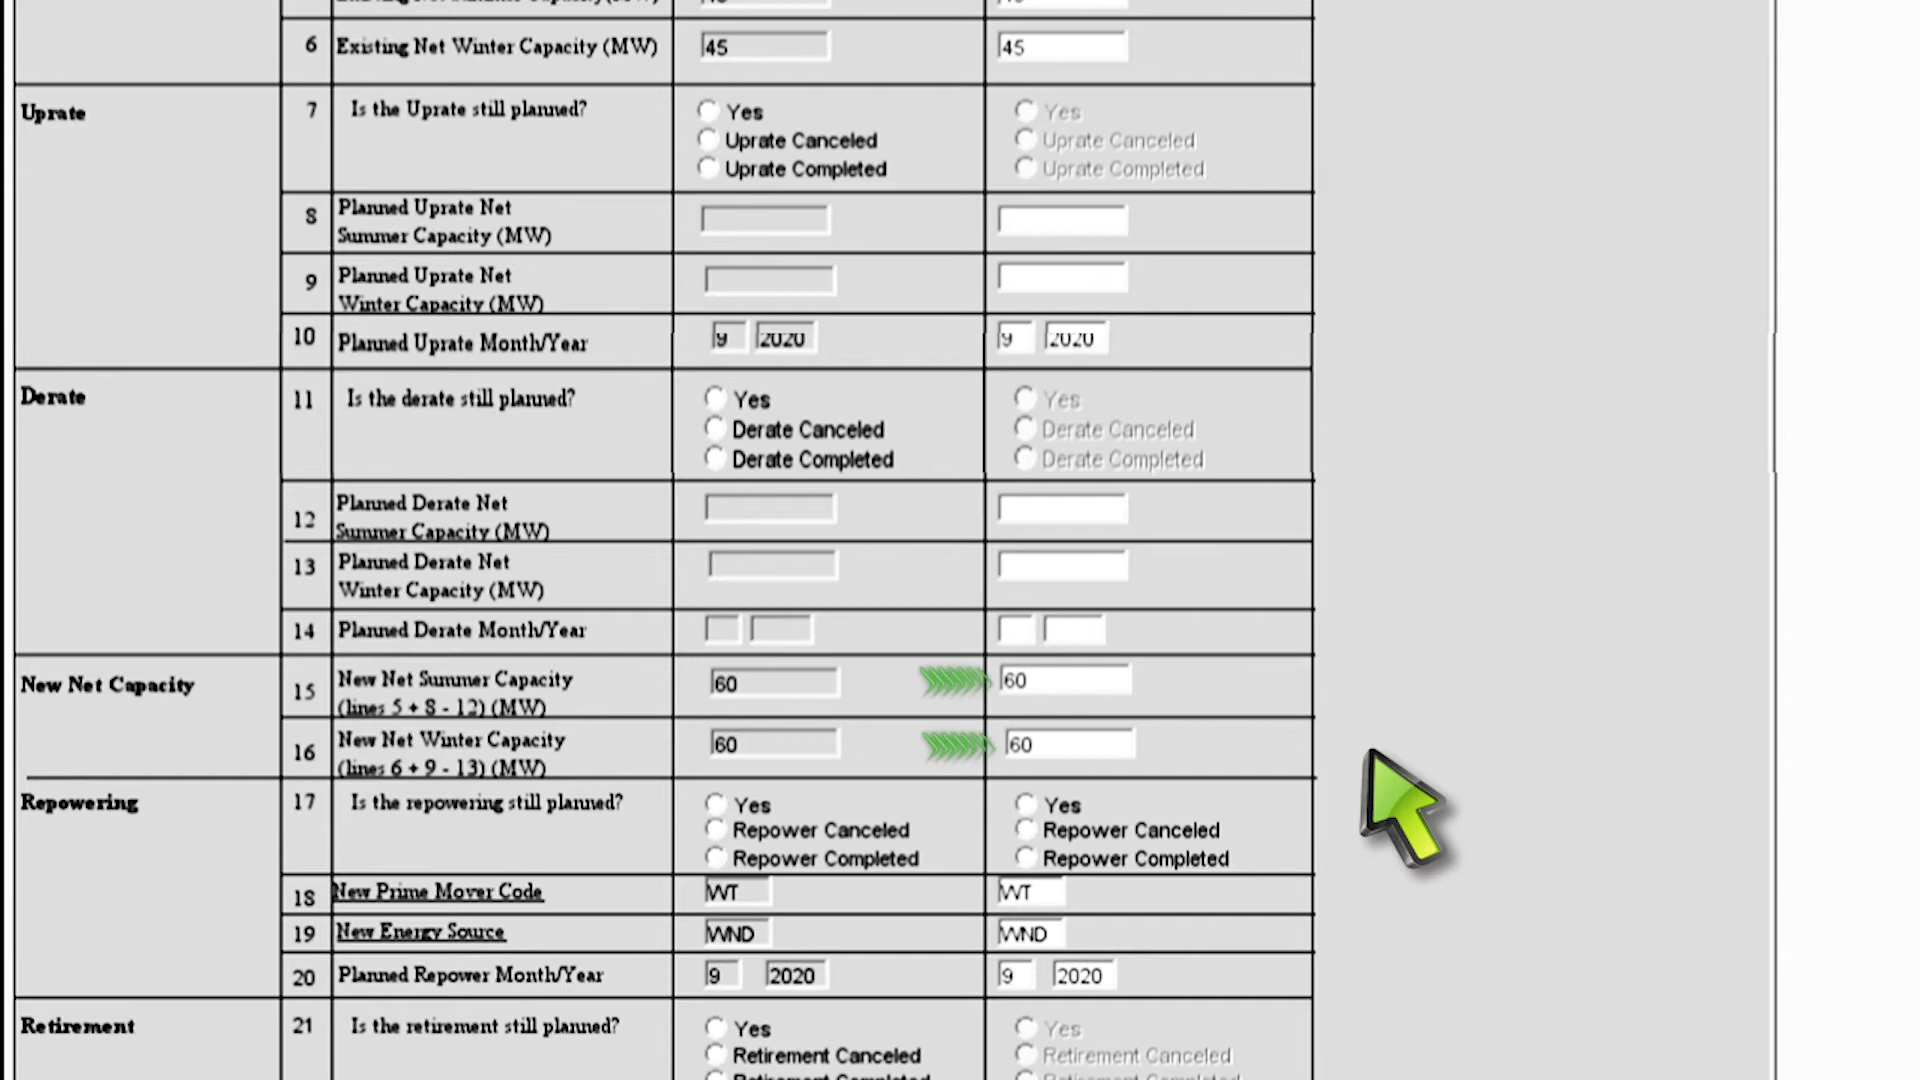 6 Existing Net Winter Capacity (MW) 45 45
Uprate 7 Is the Uprate still planned? Yes Yes
Uprate Canceled Uprate Canceled
Uprate Completed Uprate Completed
8 Planned Uprate Net
Summer Capacity (MW)
9 Planned Uprate Net
Winter Capacity (MW)
10 Planned Uprate Month/Year 9 2020 9 2020
Derate 11 Is the derate still planned? Yes Yes
Derate Canceled Derate Canceled
Derate Completed Derate Completed
12 Planned Derate Net
Summer Capacity (MW)
13 Planned Derate Net
Winter Capacity (MW)
14 Planned Derate Month/Year
New Net Capacity 15 New Net Summer Capacity 60 60
(lines 5 + 8 - 12) (MW)
16 New Net Winter Capacity 60 60
(lines 6 + 9 - 13) (MW)
Repowering 17 Is the repowering still planned? Yes Yes
Repower Canceled Repower Canceled
Repower Completed Repower Completed
18 New Prime Mover Code WT WT
19 New Energy Source WND WND
20 Planned Repower Month/Year 9 2020 9 2020
Retirement 21 Is the retirement still planned? Yes Yes
Retirement Canceled Retirement Canceled